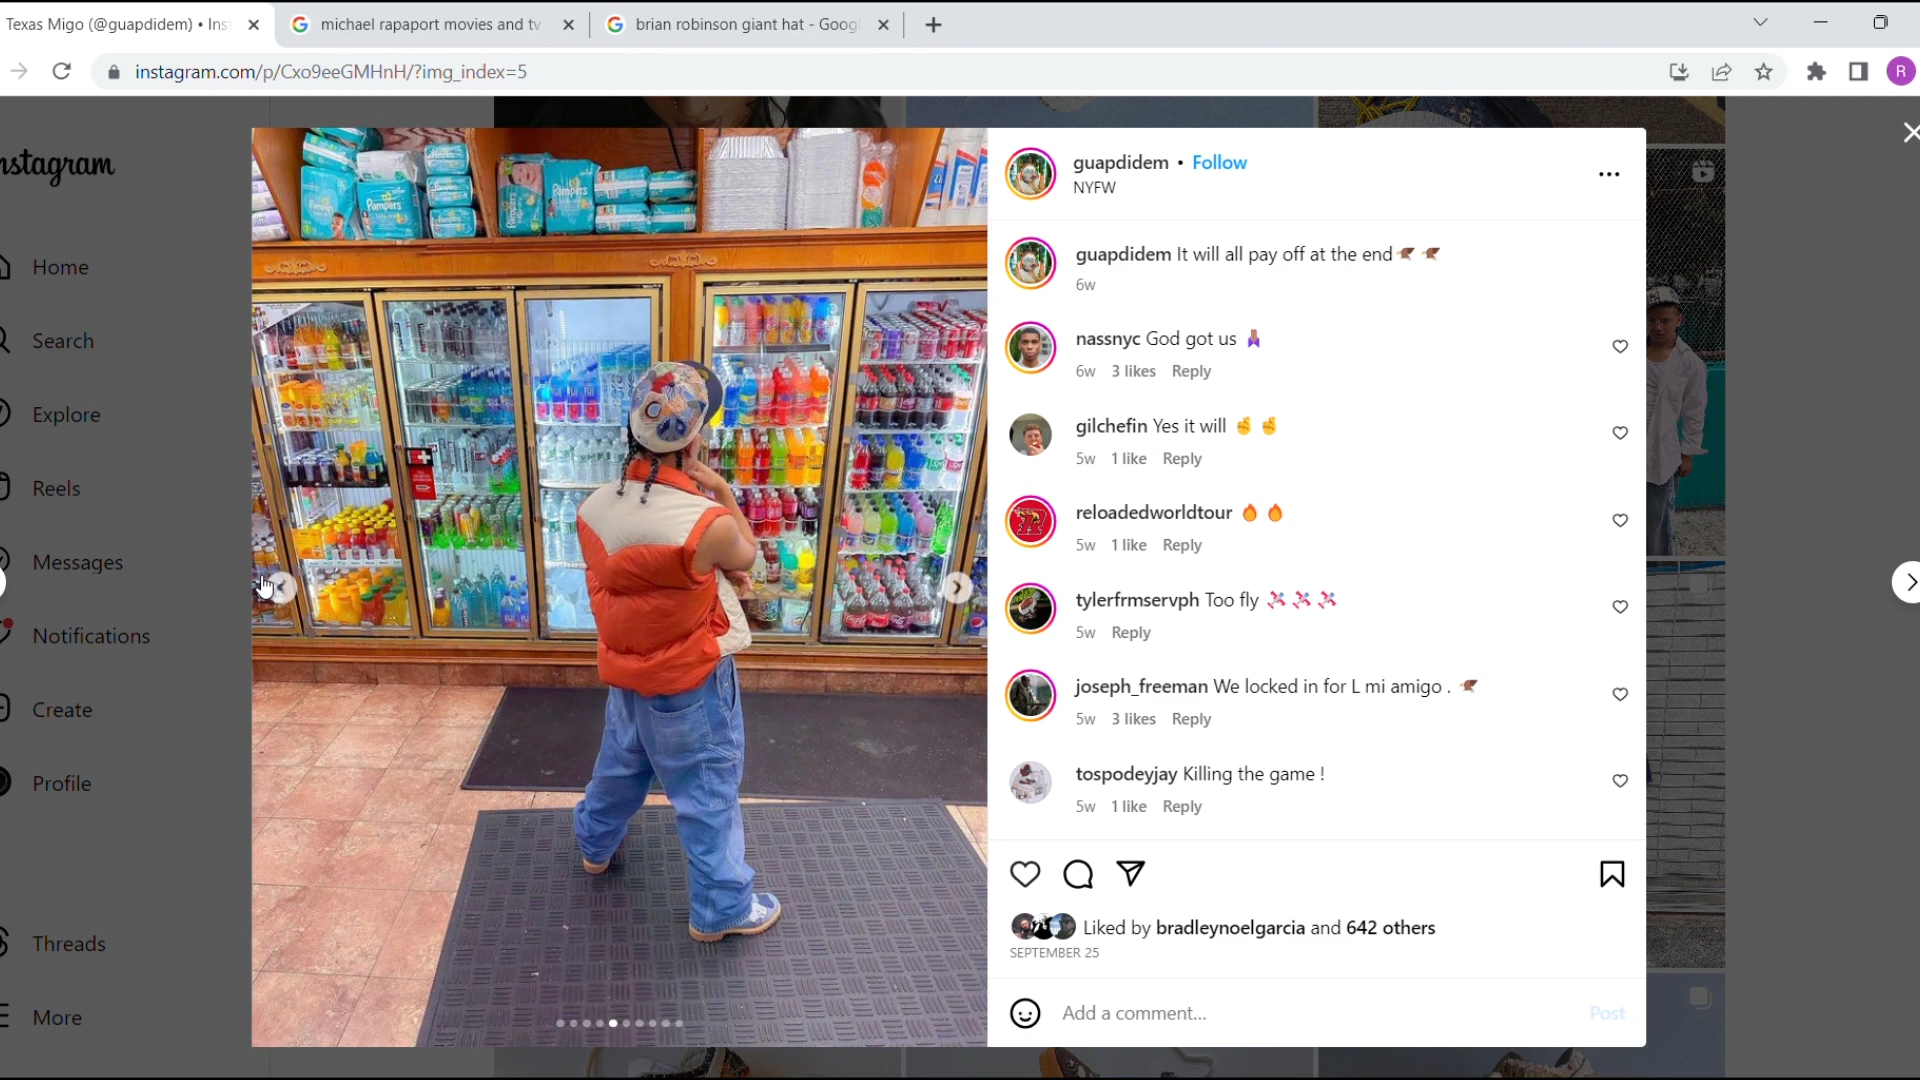 Texas Migo (@guapdidem) • Ins
michael rapaport movies and tv
brian robinson giant hat - Goog
instagram.com/p/Cxo9eeGMHnH/?img_index=5
R
nstagram
Home
Search
Explore
Reels
Messages
Notifications
Create
Profile
Threads
More
Pampers
Pampers
guapdidem • Follow
NYFW
guapdidem It will all pay off at the end
6w
nassnyc God got us
6w 3 likes Reply
gilchefin Yes it will
5w 1 like Reply
reloadedworldtour
5w 1 like Reply
tylerfrmservph Too fly
5w Reply
joseph_freeman We locked in for L mi amigo .
5w 3 likes Reply
tospodeyjay Killing the game !
5w 1 like Reply
Liked by bradleynoelgarcia and 642 others
SEPTEMBER 25
Add a comment...
Post